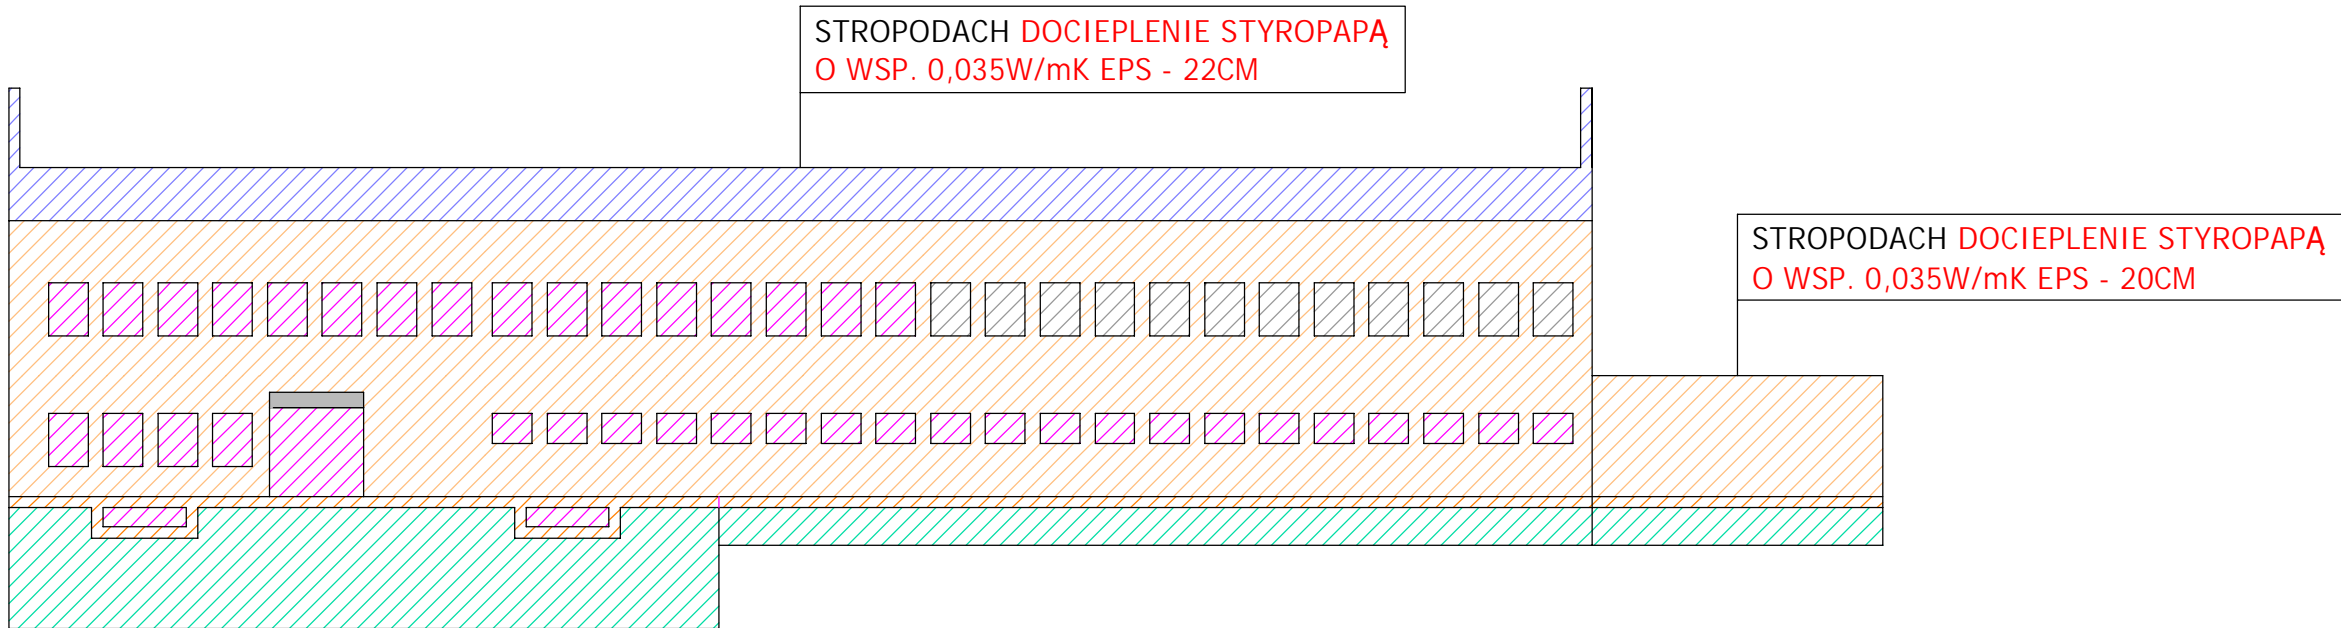 STROPODACH DOCIEPLENIE STYROPAPĄ
O WSP. 0,035W/mK EPS - 22CM
STROPODACH DOCIEPLENIE STYROPAPĄ
O WSP. 0,035W/mK EPS - 20CM